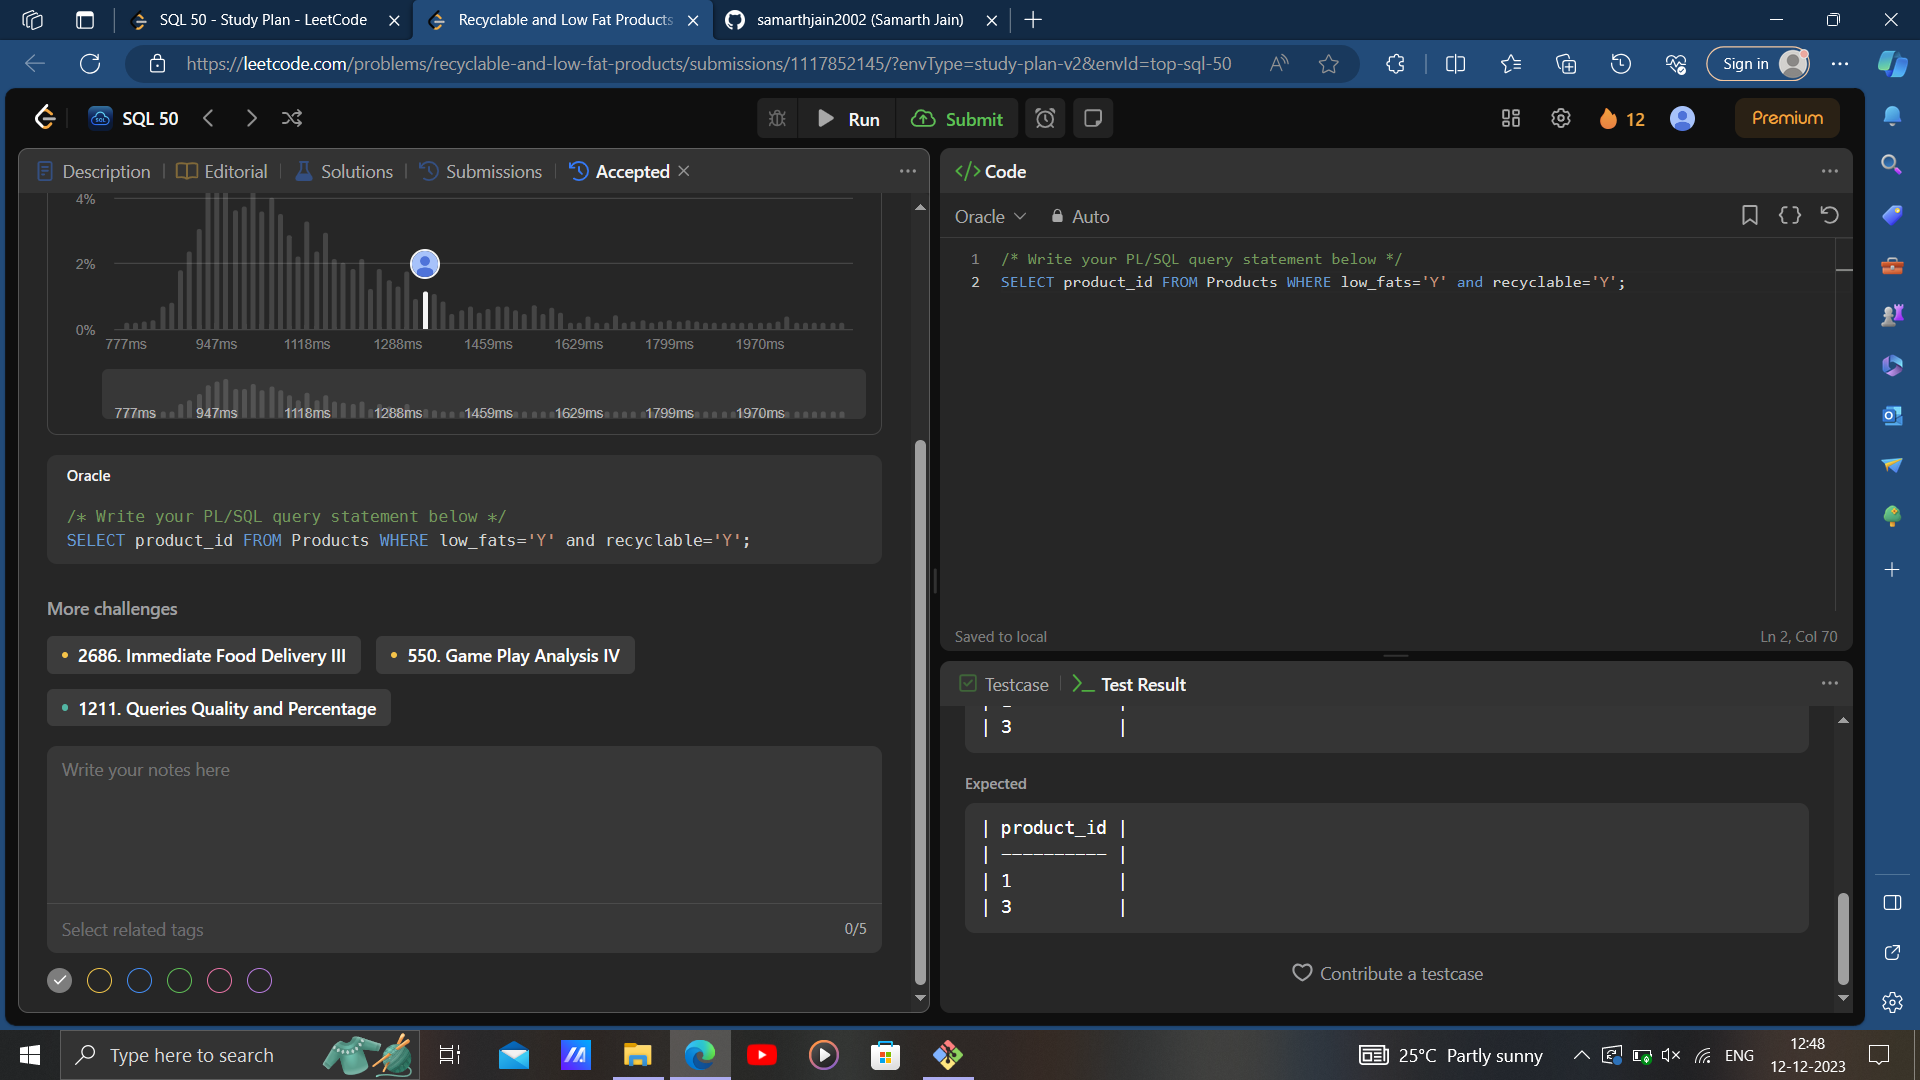 SQL 50 - Study Plan - LeetCode
Recyclable and Low Fat Products
samarthjain2002 (Samarth Jain)
https://leetcode.com/problems/recyclable-and-low-fat-products/submissions/1117852145/?envType=study-plan-v2&envId=top-sql-50
Sign in
SQL 50
Run
Submit
12
Premium
Description
Editorial
Solutions
Submissions
Accepted
4%
2%
0%
777ms 947ms 1118ms 1288ms 1459ms 1629ms 1799ms 1970ms
777ms 947ms 1118ms 1288ms 1459ms 1629ms 1799ms 1970ms
Oracle
/* Write your PL/SQL query statement below */
SELECT product_id FROM Products WHERE low_fats='Y' and recyclable='Y';
More challenges
2686. Immediate Food Delivery III
550. Game Play Analysis IV
1211. Queries Quality and Percentage
Write your notes here
Select related tags
0/5
</> Code
Oracle
Auto
1 /* Write your PL/SQL query statement below */
2 SELECT product_id FROM Products WHERE low_fats='Y' and recyclable='Y';
Saved to local
Ln 2, Col 70
Testcase
Test Result
| 3 |
Expected
| product_id |
| ---------- |
| 1 |
| 3 |
Contribute a testcase
Type here to search
25°C Partly sunny
ENG
12:48
12-12-2023